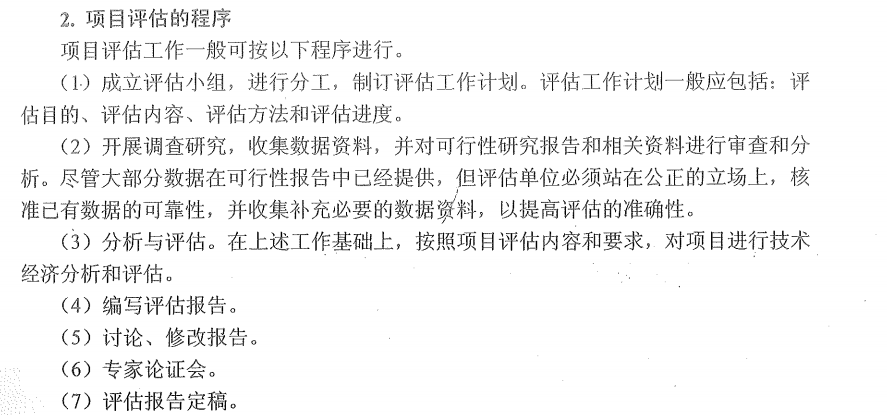 2. 项目评估的程序
项目评估工作一般可按以下程序进行。
（1）成立评估小组，进行分工，制订评估工作计划。评估工作计划一般应包括：评
估目的、评估内容、评估方法和评估进度。
（2）开展调查研究，收集数据资料，并对可行性研究报告和相关资料进行审查和分
析。尽管大部分数据在可行性报告中已经提供，但评估单位必须站在公正的立场上，核
准已有数据的可靠性，并收集补充必要的数据资料，以提高评估的准确性。
（3）分析与评估。在上述工作基础上，按照项目评估内容和要求，对项目进行技术
经济分析和评估。
（4）编写评估报告。
（5）讨论、修改报告。
（6）专家论证会。
（7）评估报告定稿。